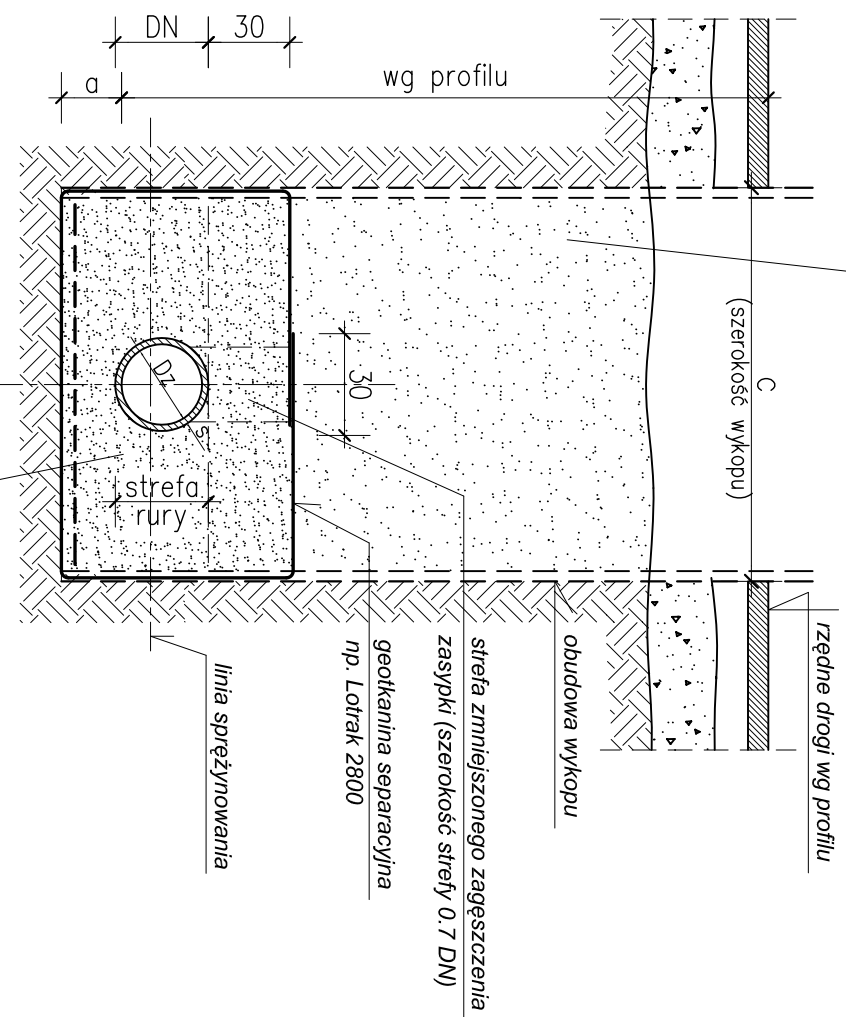 DN
30
a
wg profilu
C
(szerokość wykopu)
30
Dz
s
strefa
rury
rzędne drogi wg profilu
obudowa wykopu
strefa zmniejszonego zagęszczenia
zasypki (szerokość strefy 0.7 DN)
geotkanina separacyjna
np. Lotrak 2800
linia sprężynowania